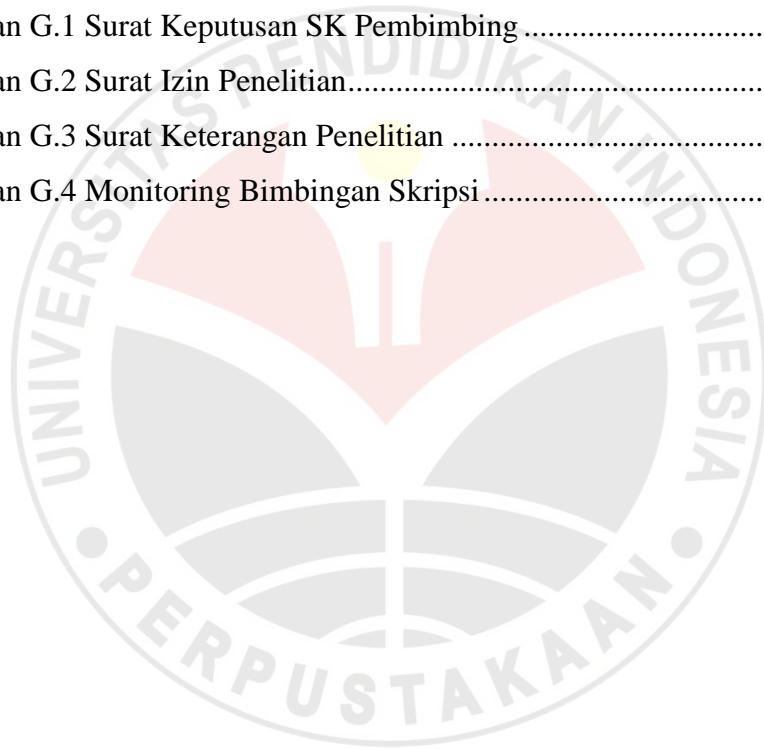 an G.1 Surat Keputusan SK Pembimbing ..............................
an G.2 Surat Izin Penelitian....................................................
an G.3 Surat Keterangan Penelitian .......................................
an G.4 Monitoring Bimbingan Skripsi...................................
UNIVERSITAS PENDIDIKAN INDONESIA
PERPUSTAKAAN